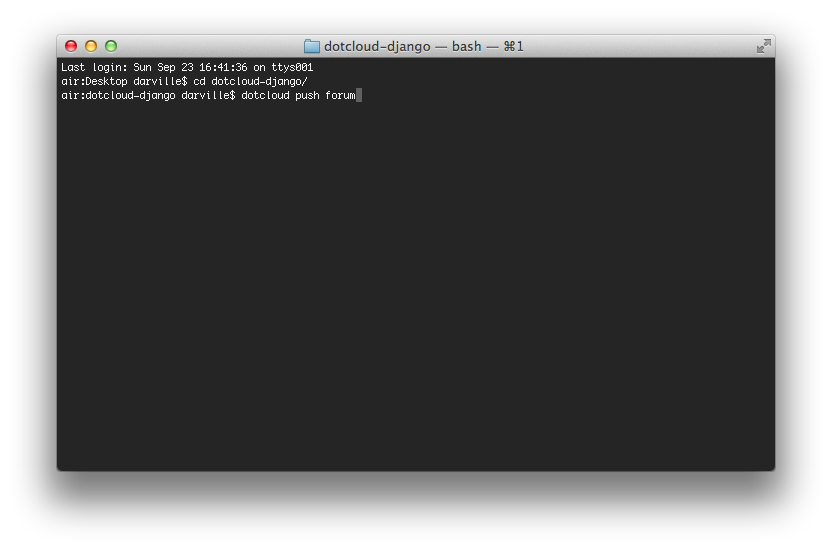 dotcloud-django — bash — ⌘1
Last login: Sun Sep 23 16:41:36 on ttys001
air:Desktop darville$ cd dotcloud-django/
air:dotcloud-django darville$ dotcloud push forum